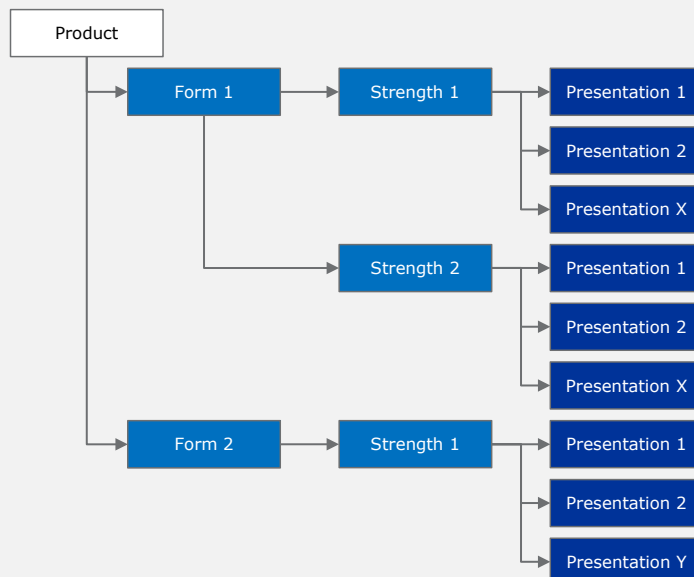 Product
Form 1
Strength 1
Presentation 1
Presentation 2
Presentation X
Strength 2
Presentation 1
Presentation 2
Presentation X
Form 2
Strength 1
Presentation 1
Presentation 2
Presentation Y